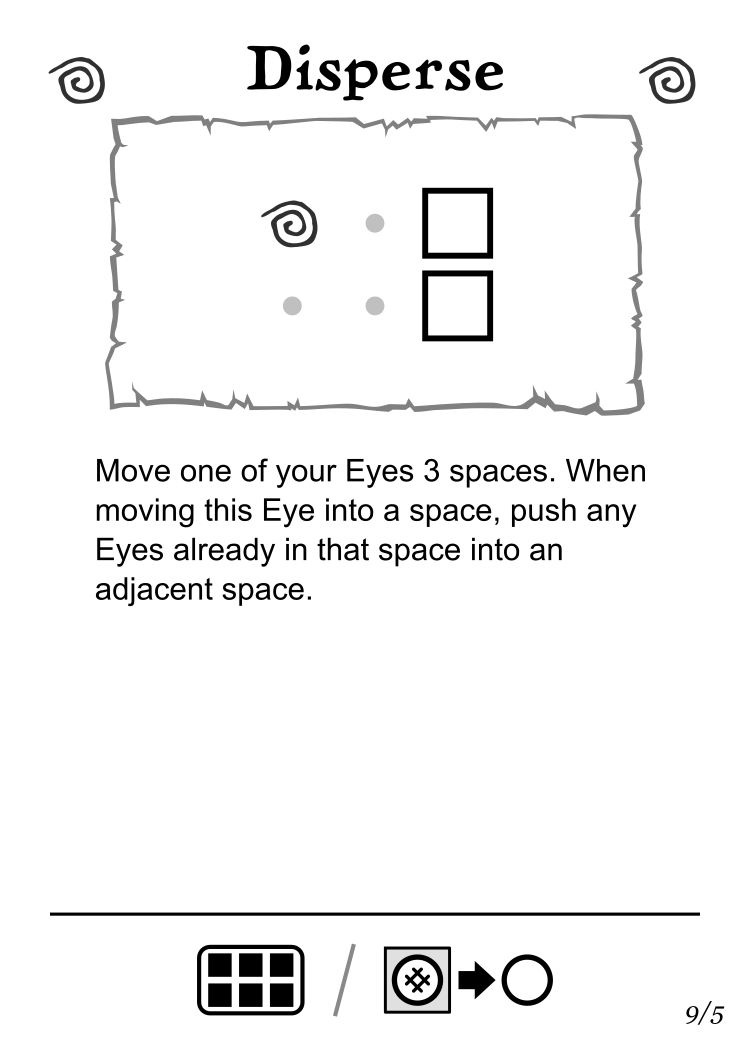 Disperse
Move one of your Eyes 3 spaces. When
moving this Eye into a space, push any
Eyes already in that space into an
adjacent space.
9/5